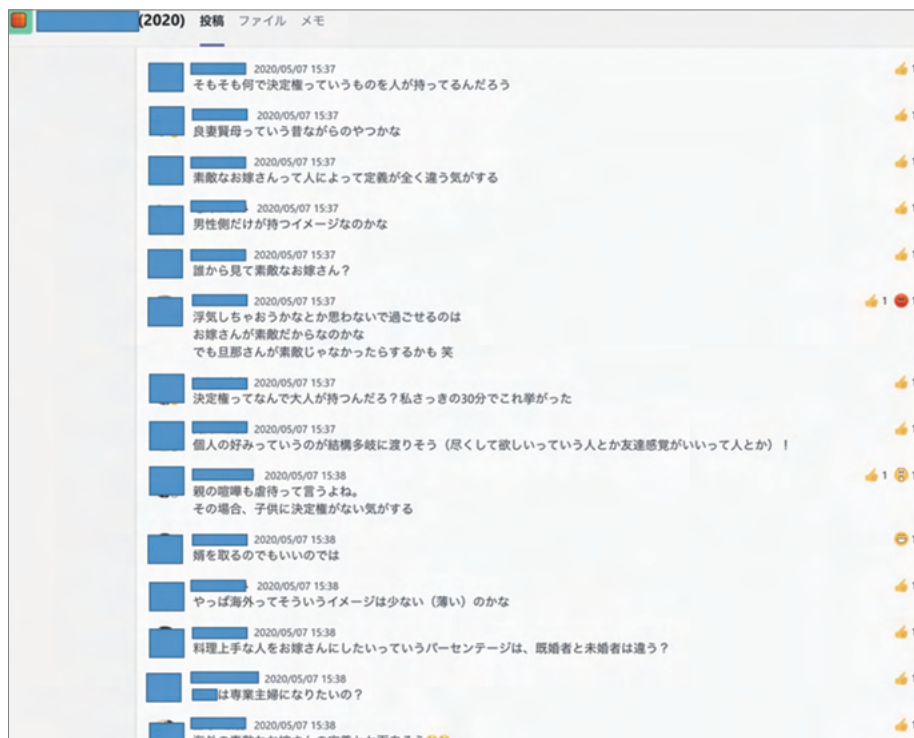 (2020) 投稿 ファイル メモ
2020/05/07 15:37
そもそも何で決定権っていうものを人が持ってるんだろう
1
2020/05/07 15:37
良妻賢母っていう昔ながらのやつかな
1
2020/05/07 15:37
素敵なお嫁さんって人によって定義が全く違う気がする
1
2020/05/07 15:37
男性側だけが持つイメージなのかな
1
2020/05/07 15:37
誰から見て素敵なお嫁さん？
1
2020/05/07 15:37
浮気しちゃおうかなとか思わないで過ごせるのは
お嫁さんが素敵だからなのかな
でも旦那さんが素敵じゃなかったらするかも 笑
1 1
2020/05/07 15:37
決定権ってなんで大人が持つんだろ？私さっきの30分でこれ挙がった
1
2020/05/07 15:37
個人の好みっていうのが結構多岐に渡りそう（尽くして欲しいっていう人とか友達感覚がいいって人とか）！
1
2020/05/07 15:38
親の喧嘩も虐待って言うよね。
その場合、子供に決定権がない気がする
1 1
2020/05/07 15:38
婿を取るのでもいいのでは
1
2020/05/07 15:38
やっぱ海外ってそういうイメージは少ない（薄い）のかな
1
2020/05/07 15:38
料理上手な人をお嫁さんにしたいっていうパーセンテージは、既婚者と未婚者は違う？
1
2020/05/07 15:38
は専業主婦になりたいの？
1
2020/05/07 15:38
1